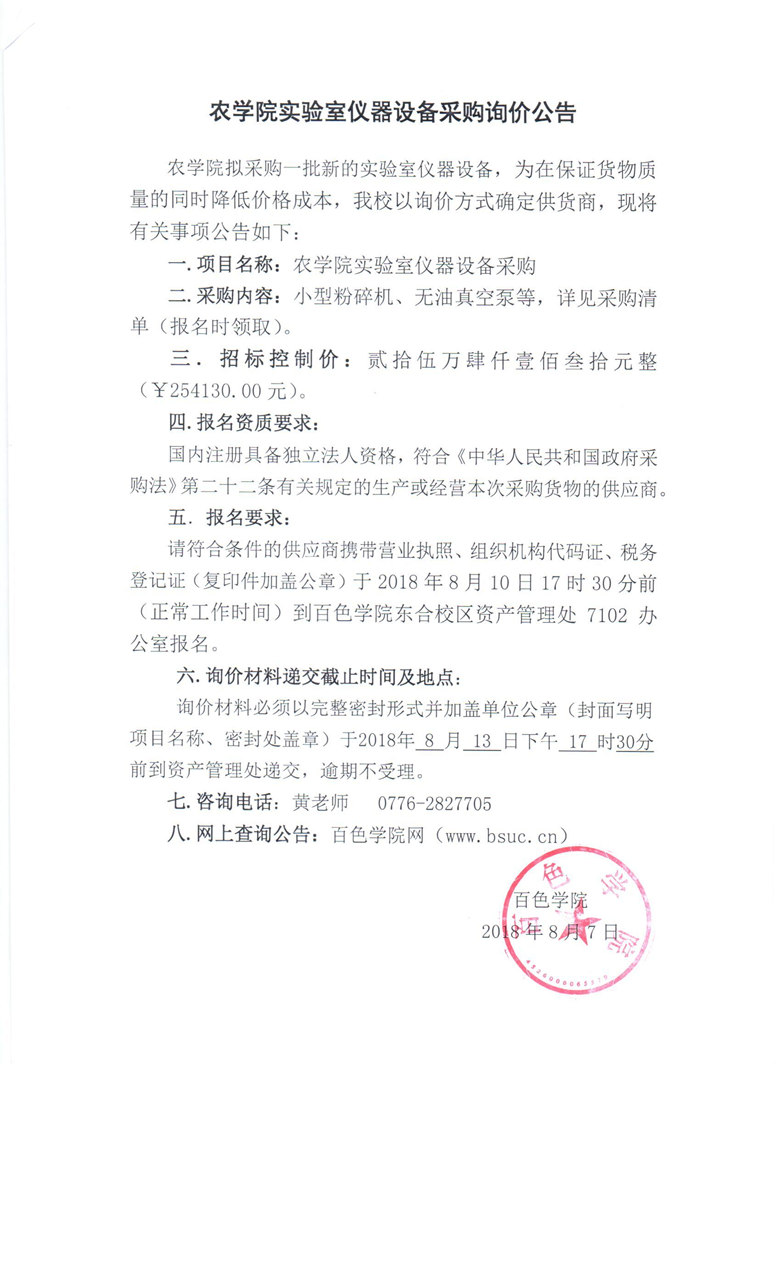 农学院实验室仪器设备采购询价公告
农学院拟采购一批新的实验室仪器设备，为在保证货物质
量的同时降低价格成本，我校以询价方式确定供货商，现将
有关事项公告如下：
一.项目名称：农学院实验室仪器设备采购
二.采购内容：小型粉碎机、无油真空泵等，详见采购清
单（报名时领取）。
三．招标控制价：贰拾伍万肆仟壹佰叁拾元整
（￥254130.00 元）。
四.报名资质要求：
国内注册具备独立法人资格，符合《中华人民共和国政府采
购法》第二十二条有关规定的生产或经营本次采购货物的供应商。
五．报名要求：
请符合条件的供应商携带营业执照、组织机构代码证、税务
登记证（复印件加盖公章）于 2018 年 8 月 10 日 17 时 30 分前
（正常工作时间）到百色学院东合校区资产管理处 7102 办
公室报名。
六.询价材料递交截止时间及地点：
询价材料必须以完整密封形式并加盖单位公章（封面写明
项目名称、密封处盖章）于2018年 8 月 13 日下午 17 时30分
前到资产管理处递交，逾期不受理。
七.咨询电话：黄老师 0776-2827705
八.网上查询公告：百色学院网（www.bsuc.cn）
百色学院
2018 年 8 月 7 日
百色学院